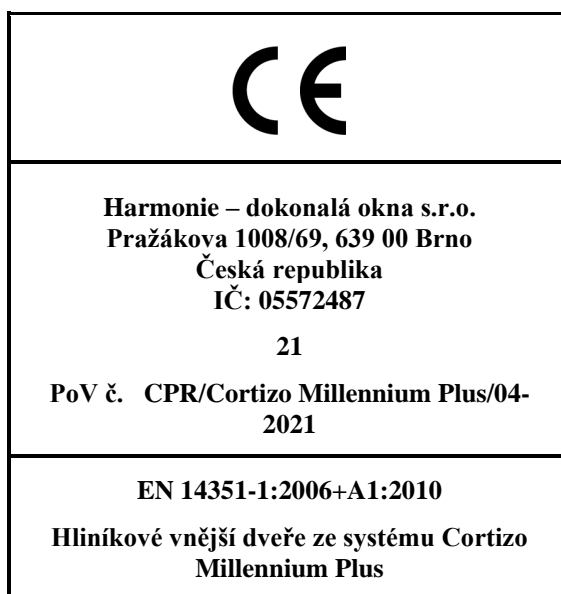 CE
Harmonie – dokonalá okna s.r.o.
Pražákova 1008/69, 639 00 Brno
Česká republika
IČ: 05572487
21
PoV č. CPR/Cortizo Millennium Plus/04-
2021
EN 14351-1:2006+A1:2010
Hliníkové vnější dveře ze systému Cortizo
Millennium Plus